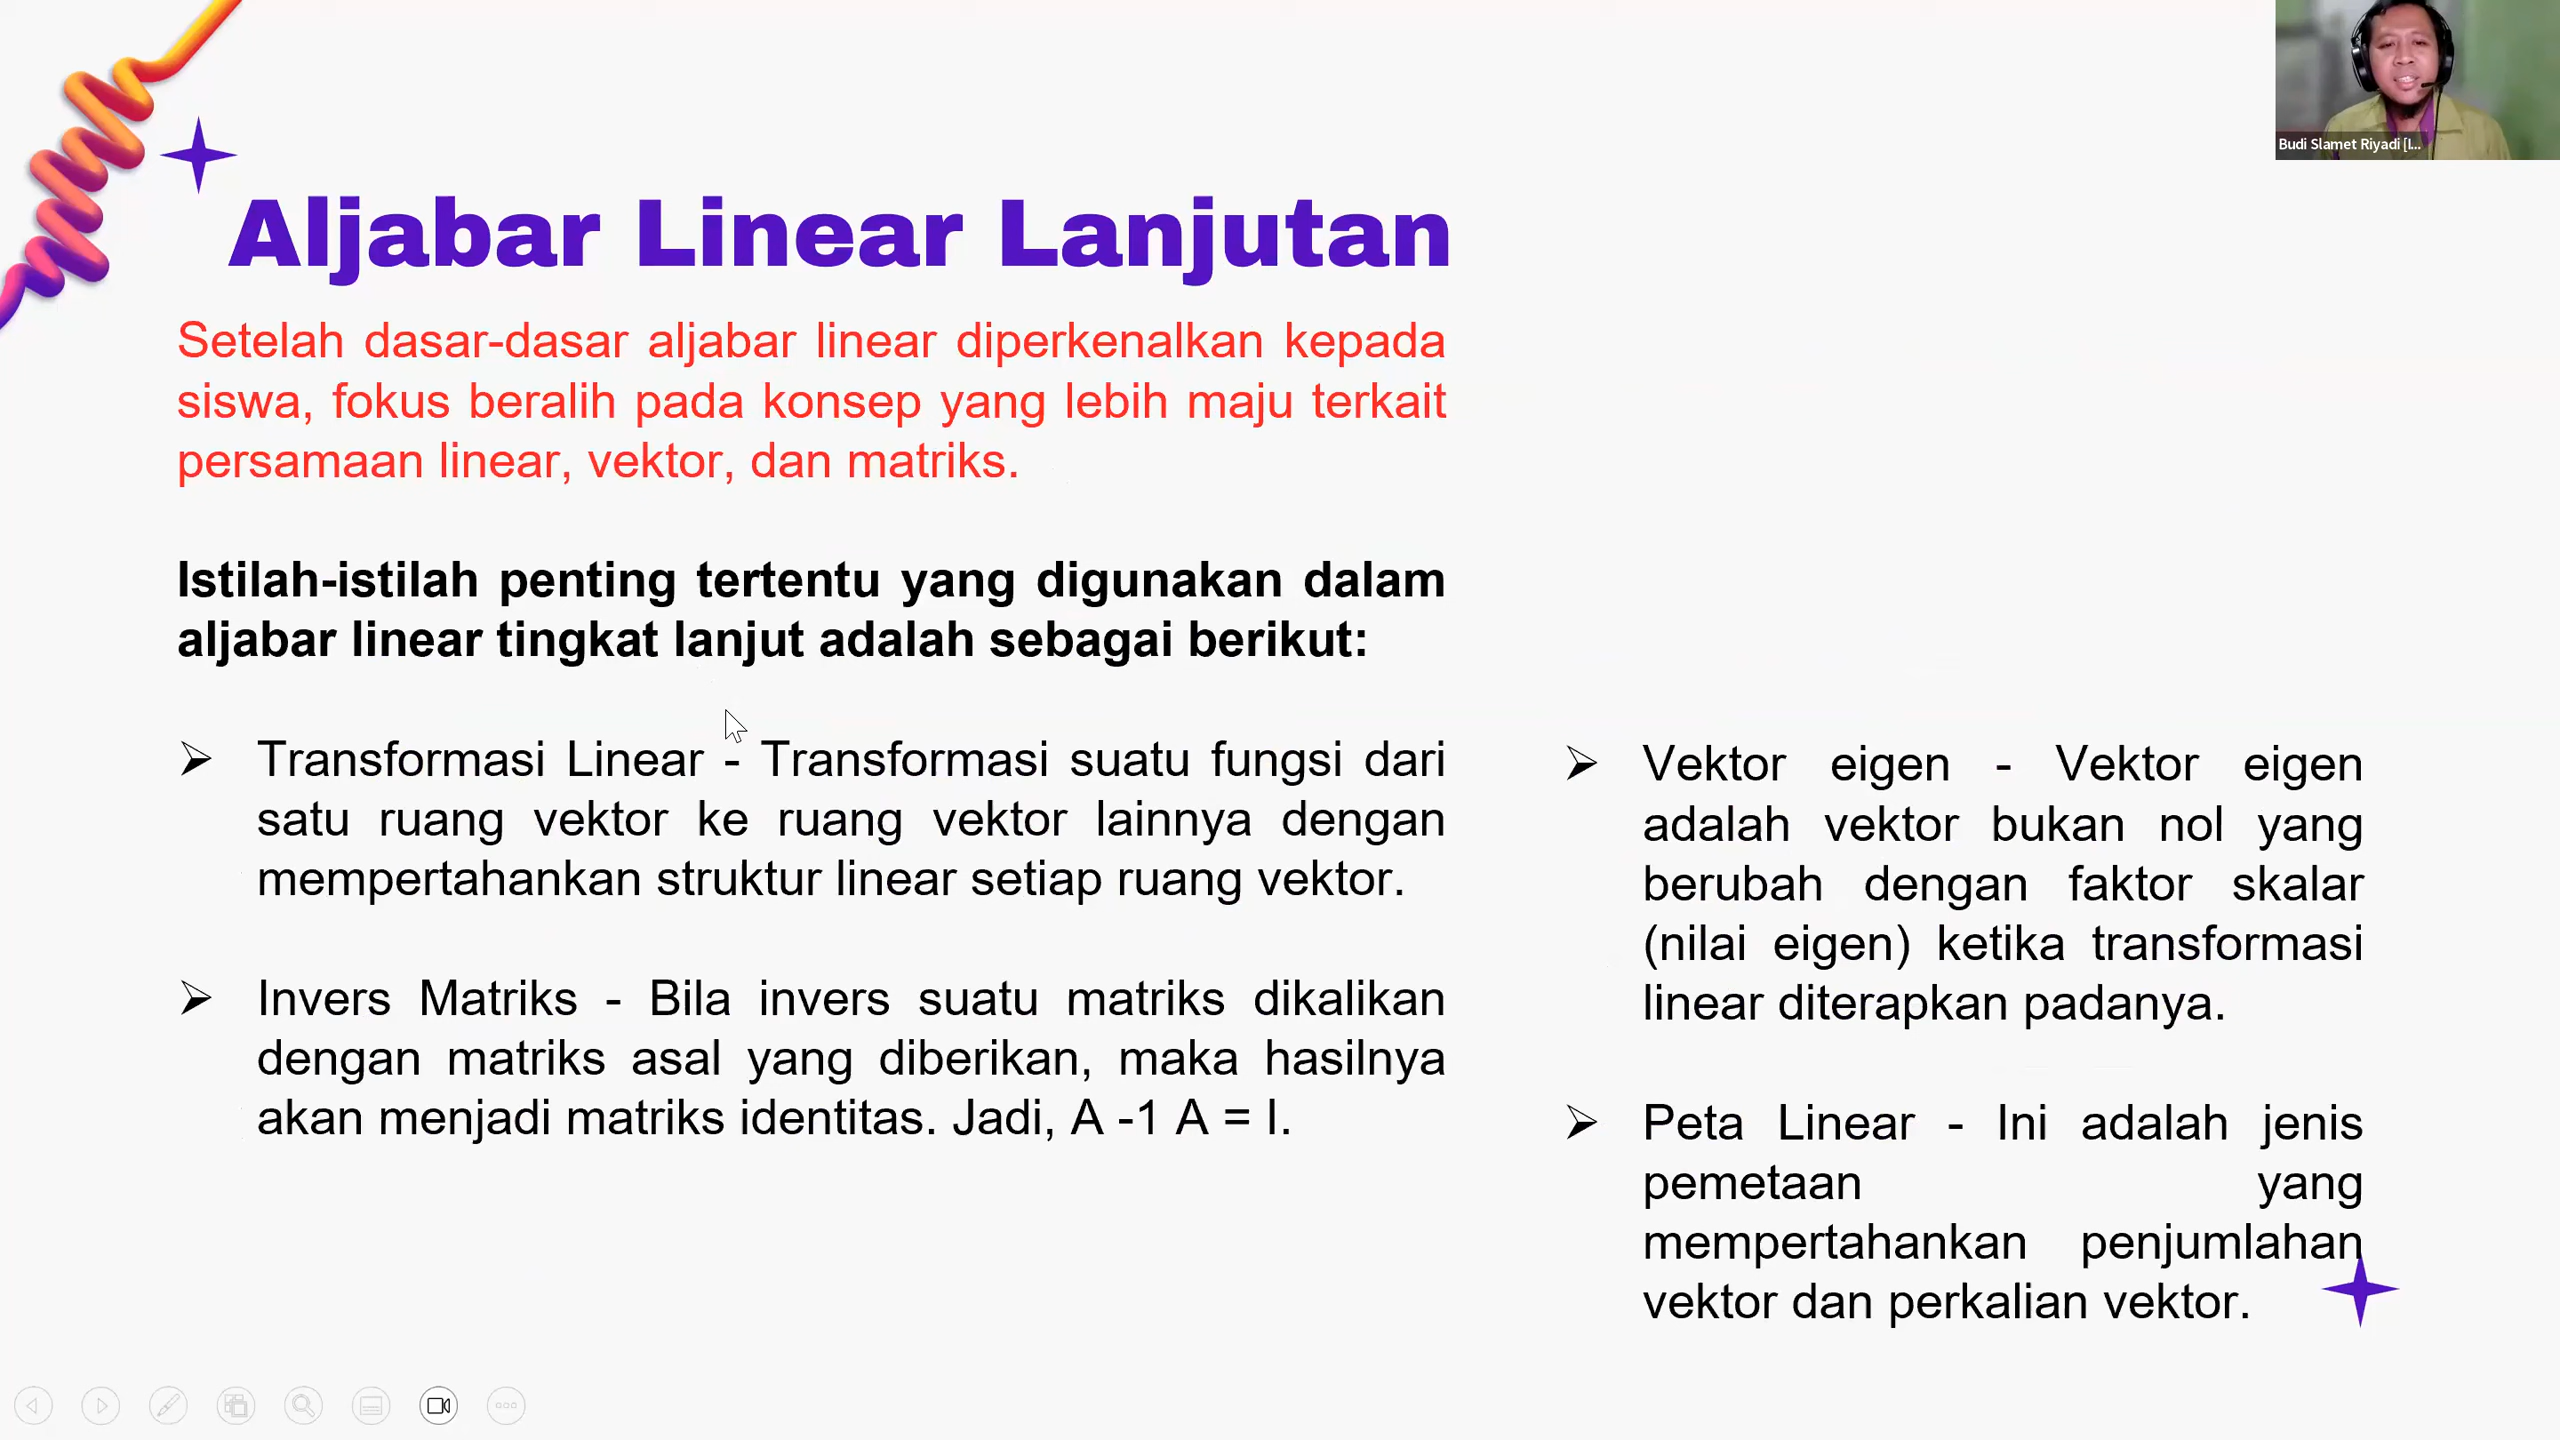 Budi Slamet Riyadi [I...
Aljabar Linear Lanjutan
Setelah dasar-dasar aljabar linear diperkenalkan kepada
siswa, fokus beralih pada konsep yang lebih maju terkait
persamaan linear, vektor, dan matriks.
Istilah-istilah penting tertentu yang digunakan dalam
aljabar linear tingkat lanjut adalah sebagai berikut:
Transformasi Linear - Transformasi suatu fungsi dari
satu ruang vektor ke ruang vektor lainnya dengan
mempertahankan struktur linear setiap ruang vektor.
Invers Matriks - Bila invers suatu matriks dikalikan
dengan matriks asal yang diberikan, maka hasilnya
akan menjadi matriks identitas. Jadi, A -1 A = I.
Vektor eigen - Vektor eigen
adalah vektor bukan nol yang
berubah dengan faktor skalar
(nilai eigen) ketika transformasi
linear diterapkan padanya.
Peta Linear - Ini adalah jenis
pemetaan yang
mempertahankan penjumlahan
vektor dan perkalian vektor.